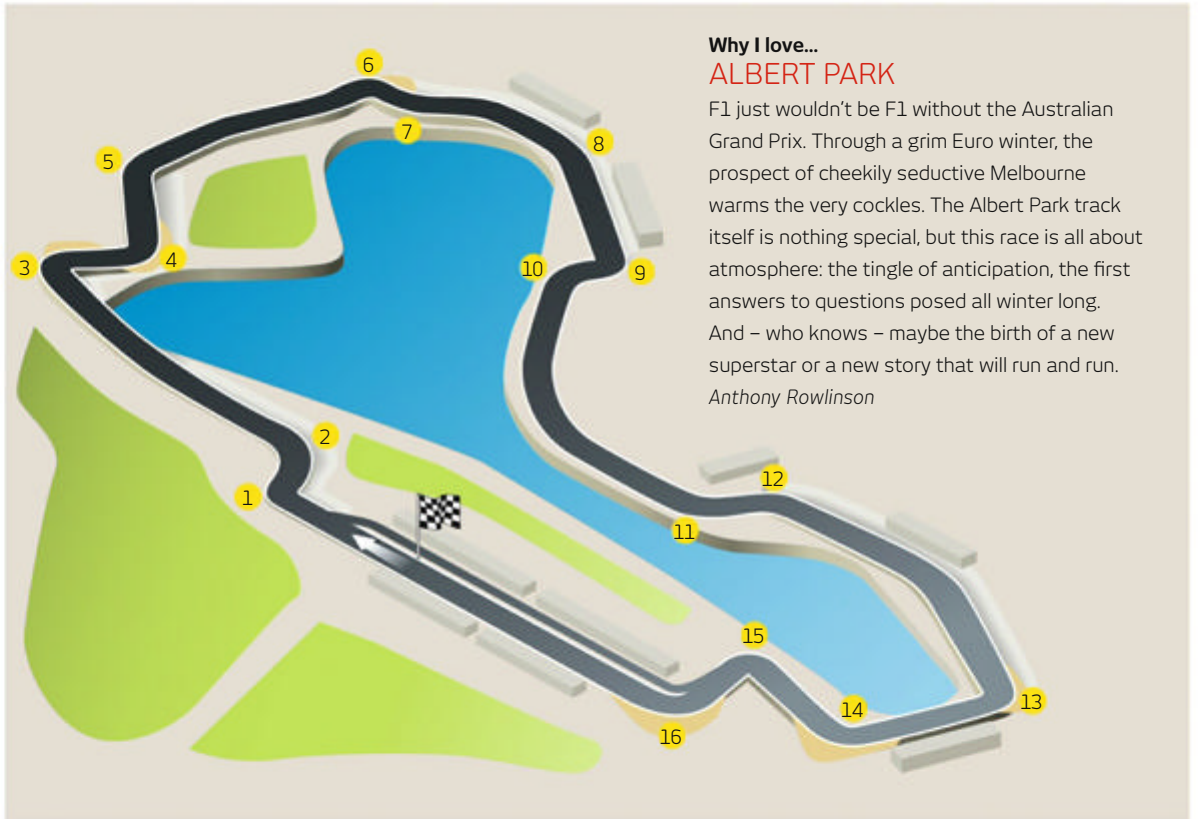 Why I love...
ALBERT PARK
F1 just wouldn't be F1 without the Australian
Grand Prix. Through a grim Euro winter, the
prospect of cheekily seductive Melbourne
warms the very cockles. The Albert Park track
itself is nothing special, but this race is all about
atmosphere: the tingle of anticipation, the first
answers to questions posed all winter long.
And – who knows – maybe the birth of a new
superstar or a new story that will run and run.
Anthony Rowlinson
6
7
8
5
4
3
10
9
2
1
12
11
15
13
14
16